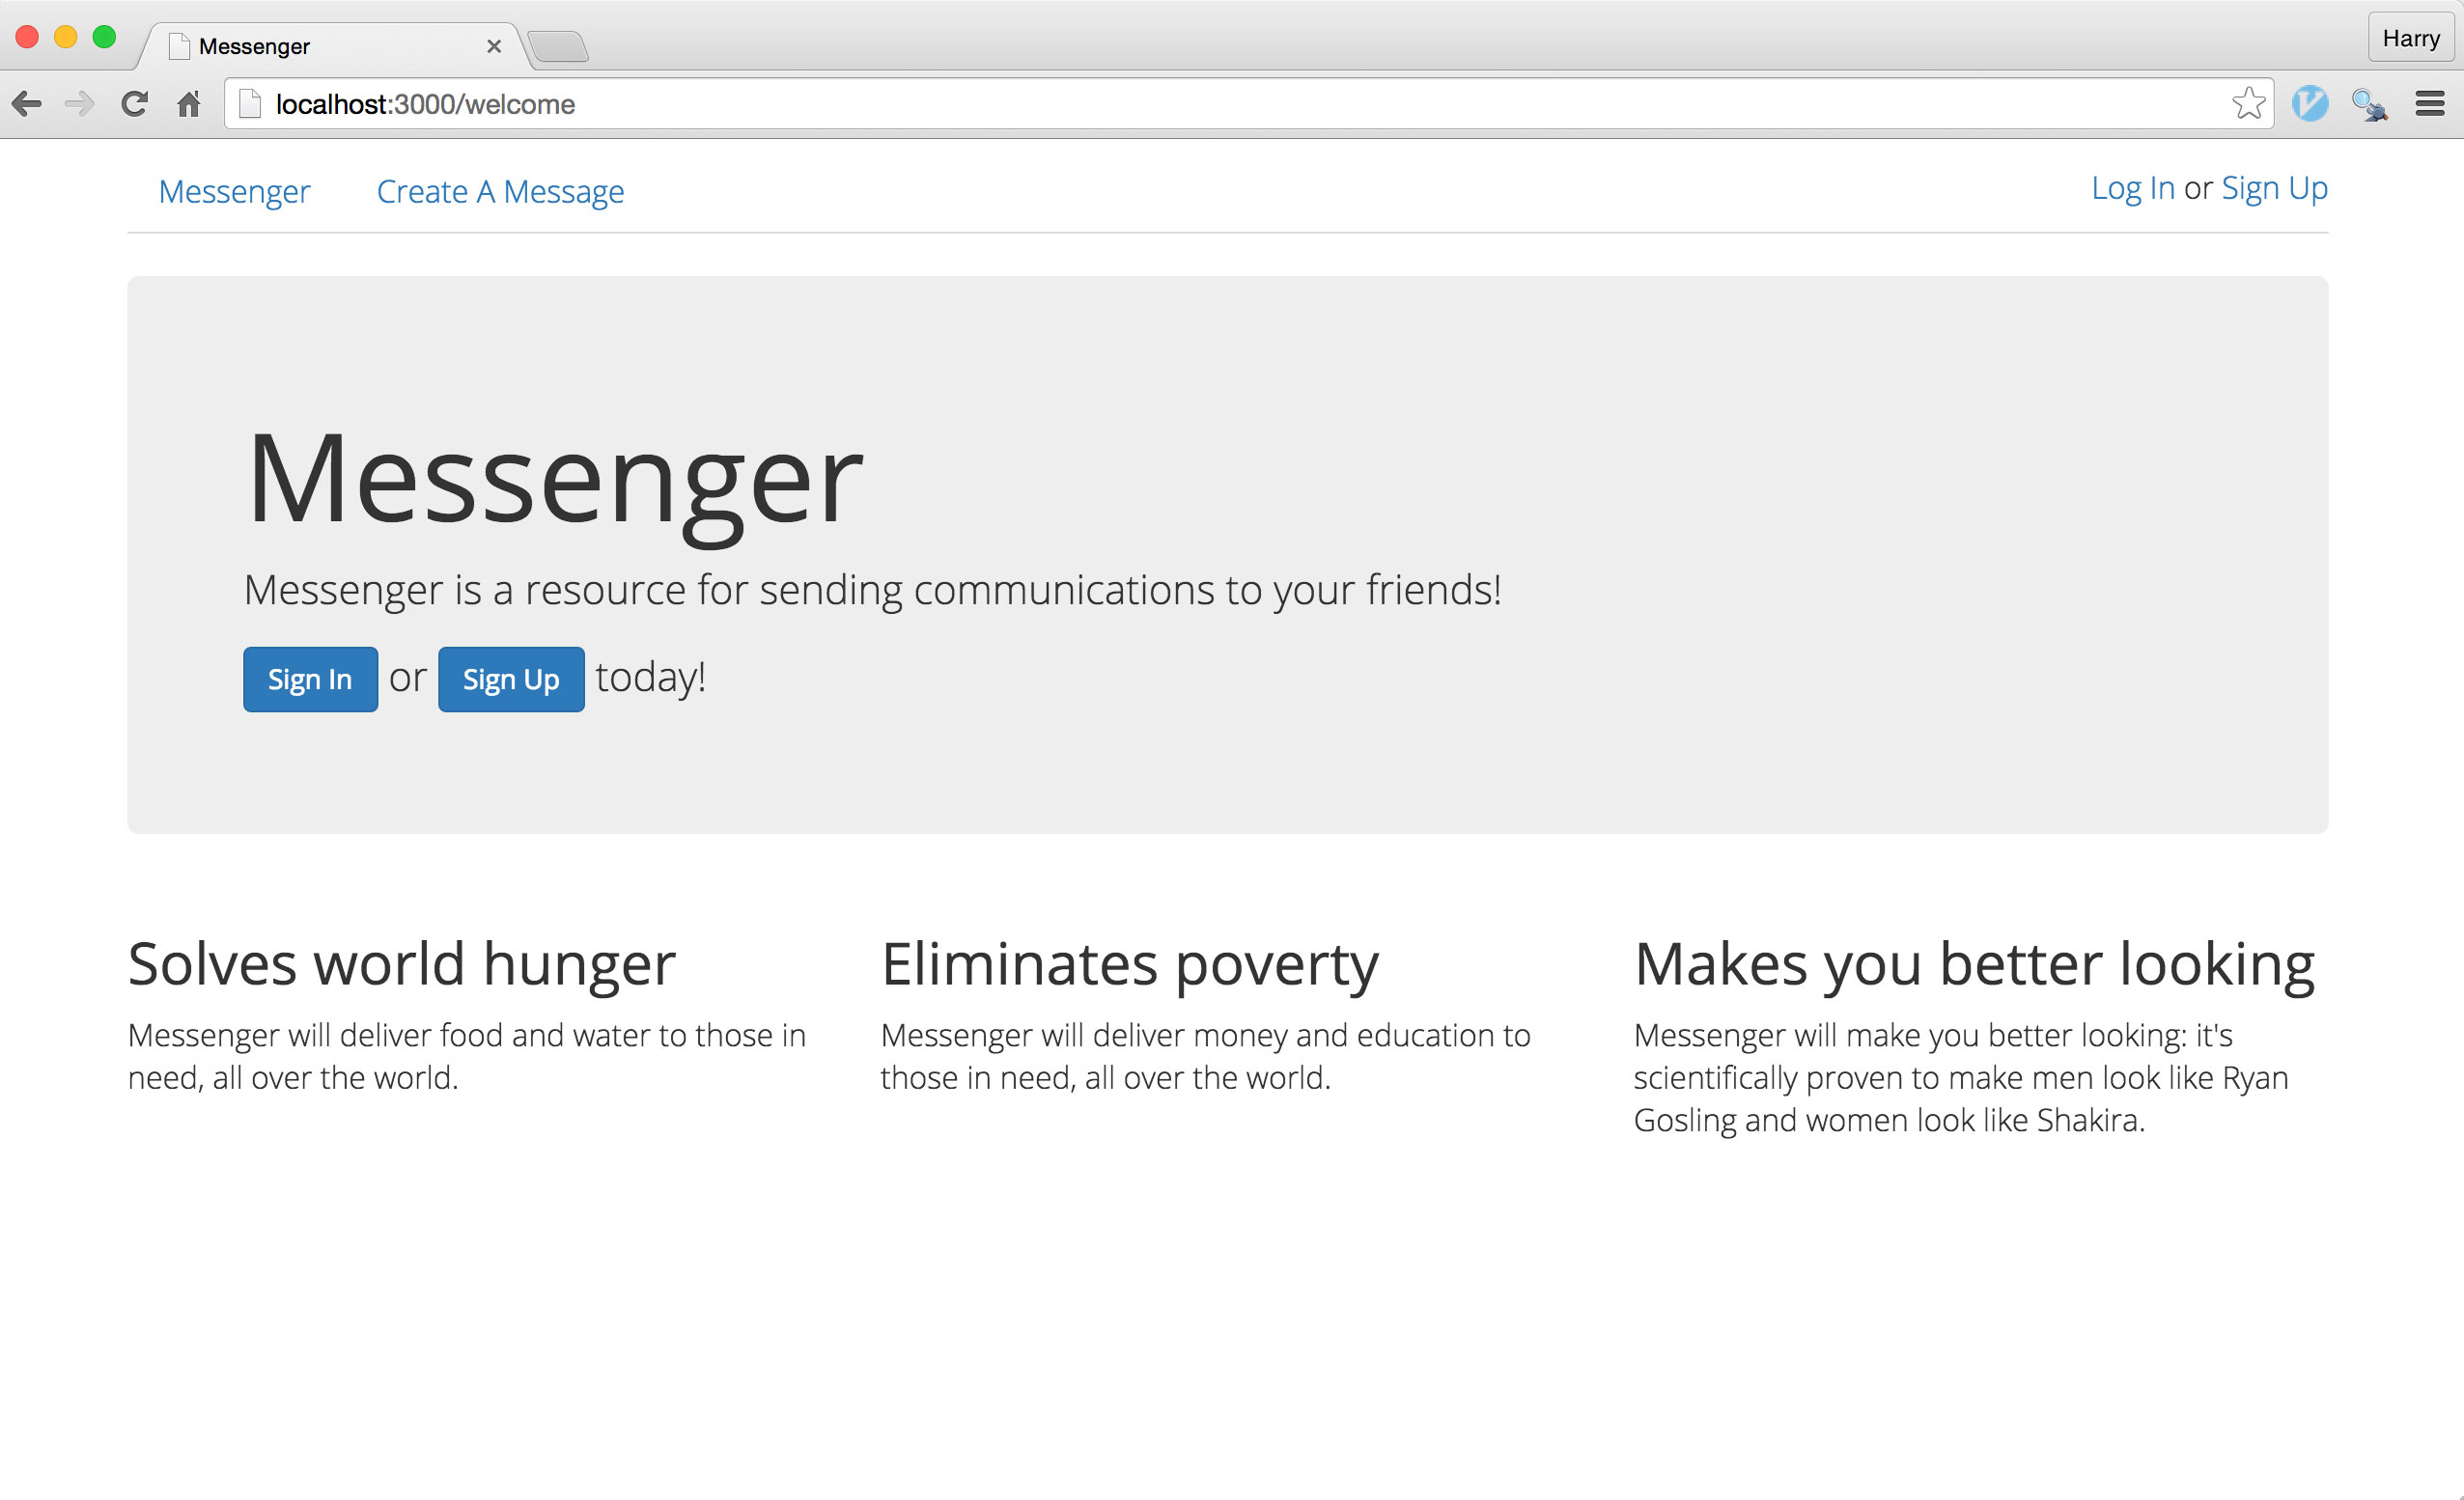 Messenger
Harry
localhost:3000/welcome
Messenger Create A Message Log In or Sign Up
Messenger
Messenger is a resource for sending communications to your friends!
Sign In or Sign Up today!
Solves world hunger
Messenger will deliver food and water to those in
need, all over the world.
Eliminates poverty
Messenger will deliver money and education to
those in need, all over the world.
Makes you better looking
Messenger will make you better looking: it's
scientifically proven to make men look like Ryan
Gosling and women look like Shakira.